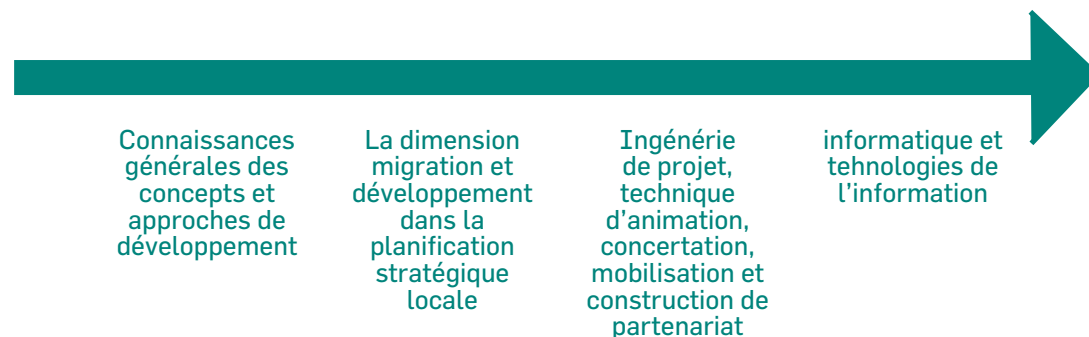 Connaissances
générales des
concepts et
approches de
développement
La dimension
migration et
développement
dans la
planification
stratégique
locale
Ingénérie
de projet,
technique
d'animation,
concertation,
mobilisation et
construction de
partenariat
informatique et
tehnologies de
l'information